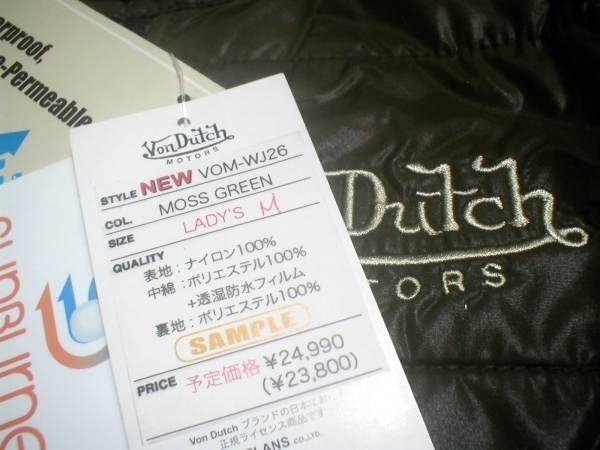 rproof,
-Permeable
Von Dutch
MOTORS
STYLE NEW VOM-WJ26
COL. MOSS GREEN
SIZE LADY'S M
QUALITY
表地：ナイロン100%
中綿：ポリエステル100%
+透湿防水フィルム
裏地：ポリエステル100%
SAMPLE
PRICE 予定価格 ¥24,990
(¥23,800)
Von Dutch ブランドの日本にお
正規ライセンス商品です
LANS CO.,LTD.
Dutch
TORS